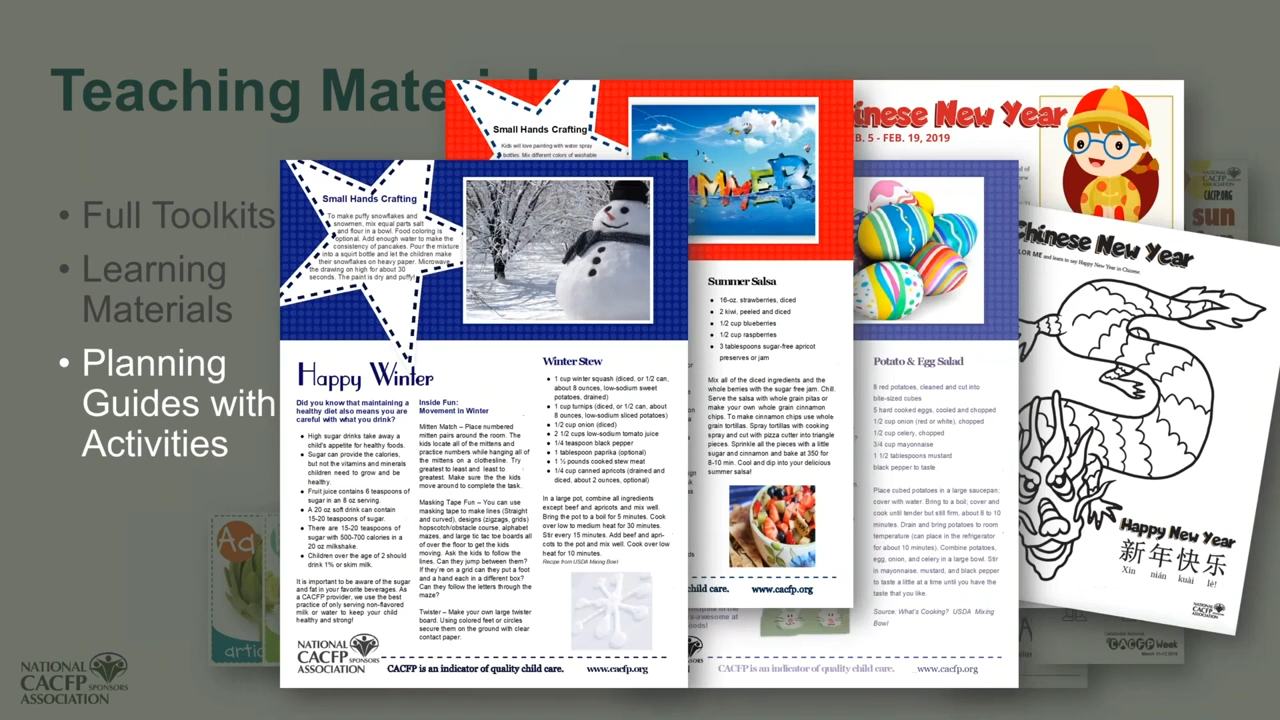 Teaching Mate
• Full Toolkits
• Learning
Materials
• Planning
Guides with
Activities
NATIONAL
CACFP
SPONSORS
ASSOCIATION
Small Hands Crafting
To make puffy snowflakes and
snowmen, mix equal parts salt
and flour in a bowl. Food coloring is
optional. Add enough water to make the
consistency of pancakes. Pour the mixture
into a squirt bottle and let the children make
their snowflakes on heavy paper. Microwave
the drawing on high for about 30
seconds. The paint is dry and puffy!
Happy Winter
Did you know that maintaining a
healthy diet also means you are
careful with what you drink?
• High sugar drinks take away a
child's appetite for healthy foods.
• Sugar can provide the calories,
but not the vitamins and minerals
children need to grow and be
healthy.
• Fruit juice contains 6 teaspoons of
sugar in an 8 oz serving.
• A 20 oz soft drink can contain
15-20 teaspoons of sugar.
• There are 15-20 teaspoons of
sugar with 500-700 calories in a
20 oz milkshake.
• Children over the age of 2 should
drink 1% or skim milk.
It is important to be aware of the sugar
and fat in your favorite beverages. As
a CACFP provider, we use the best
practice of only serving non-flavored
milk or water to keep your child
healthy and strong!
Inside Fun:
Movement in Winter
Mitten Match – Place numbered
mitten pairs around the room. The
kids locate all of the mittens and
practice numbers while hanging all of
the mittens on a clothesline. Try
greatest to least and least to
greatest. Make sure the the kids
move around to complete the task.
Masking Tape Fun – You can use
masking tape to make lines (Straight
and curved), designs (zigzags, grids)
hopscotch/obstacle course, alphabet
mazes, and large tic tac toe boards all
of over the floor to get the kids
moving. Ask the kids to follow the
lines. Can they jump between them?
If they're on a grid can they put a foot
and a hand each in a different box?
Can they follow the letters through the
maze?
Twister – Make your own large twister
board. Using colored feet or circles
secure them on the ground with clear
contact paper.
Winter Stew
• 1 cup winter squash (diced, or 1/2 can,
about 8 ounces, low-sodium sweet
potatoes, drained)
• 1 cup turnips (diced, or 1/2 can, about
8 ounces, low-sodium sliced potatoes)
• 1/2 cup onion (diced)
• 2 1/2 cups low-sodium tomato juice
• 1/4 teaspoon black pepper
• 1 tablespoon paprika (optional)
• 1 ½ pounds cooked stew meat
• 1/4 cup canned apricots (drained and
diced, about 2 ounces, optional)
In a large pot, combine all ingredients
except beef and apricots and mix well.
Bring the pot to a boil for 5 minutes. Cook
over low to medium heat for 30 minutes.
Stir every 15 minutes. Add beef and apri-
cots to the pot and mix well. Cook over low
heat for 10 minutes.
Recipe from USDA Mixing Bowl
NATIONAL
CACFP
SPONSORS
ASSOCIATION
CACFP is an indicator of quality child care.
www.cacfp.org
Small Hands Crafting
Kids will love painting with water spray
bottles. Mix different colors of washable
MMER
Summer Salsa
• 16-oz. strawberries, diced
• 2 kiwi, peeled and diced
• 1/2 cup blueberries
• 1/2 cup raspberries
• 3 tablespoons sugar-free apricot
preserves or jam
Mix all of the diced ingredients and the
whole berries with the sugar free jam. Chill.
Serve the salsa with whole grain pitas or
make your own whole grain cinnamon
chips. To make cinnamon chips use whole
grain tortillas. Spray tortillas with cooking
spray and cut with pizza cutter into triangle
pieces. Sprinkle all the pieces with a little
sugar and cinnamon and bake at 350 for
8-10 min. Cool and dip into your delicious
summer salsa!
child care.
www.cacfp.org
Potato & Egg Salad
8 red potatoes, cleaned and cut into
bite-sized cubes
5 hard cooked eggs, cooled and chopped
1/2 cup onion (red or white), chopped
1/2 cup celery, chopped
3/4 cup mayonnaise
1 1/2 tablespoons mustard
black pepper to taste
Place cubed potatoes in a large saucepan;
cover with water. Bring to a boil, cover and
cook until tender but still firm, about 8 to 10
minutes. Drain and bring potatoes to room
temperature (can place in the refrigerator
for about 10 minutes). Combine potatoes,
egg, onion, and celery in a large bowl. Stir
in mayonnaise, mustard, and black pepper
to taste a little at a time until you have the
taste that you like.
Source: What's Cooking? USDA Mixing
Bowl
CACFP is an indicator of quality child care.
www.cacfp.org
inese New Year
B. 5 - FEB. 19, 2019
Chinese New Year
LOR ME and learn to say Happy New Year in Chinese.
Happy New Year
新年快乐
Xīn nián kuài lè!
CACFP.ORG
sun
CACFP Week
Aa
artic